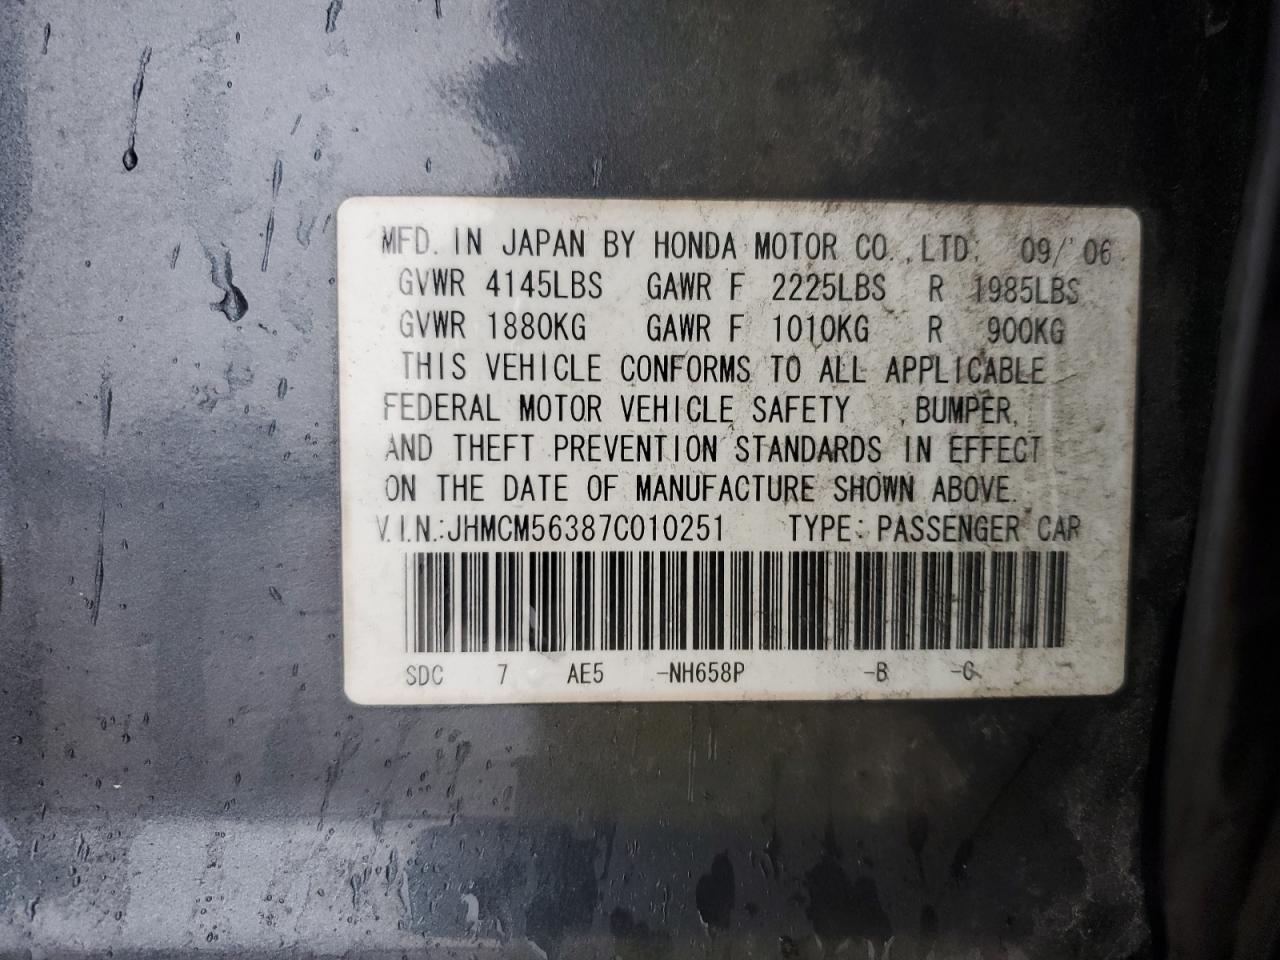 MFD. IN JAPAN BY HONDA MOTOR CO.,LTD. 09/'06
GVWR 4145LBS GAWR F 2225LBS R 1985LBS
GVWR 1880KG GAWR F 1010KG R 900KG
THIS VEHICLE CONFORMS TO ALL APPLICABLE
FEDERAL MOTOR VEHICLE SAFETY , BUMPER,
AND THEFT PREVENTION STANDARDS IN EFFECT
ON THE DATE OF MANUFACTURE SHOWN ABOVE.
V.I.N.:JHMCM56387C010251 TYPE: PASSENGER CAR
SDC 7 AE5 -NH658P -B -C